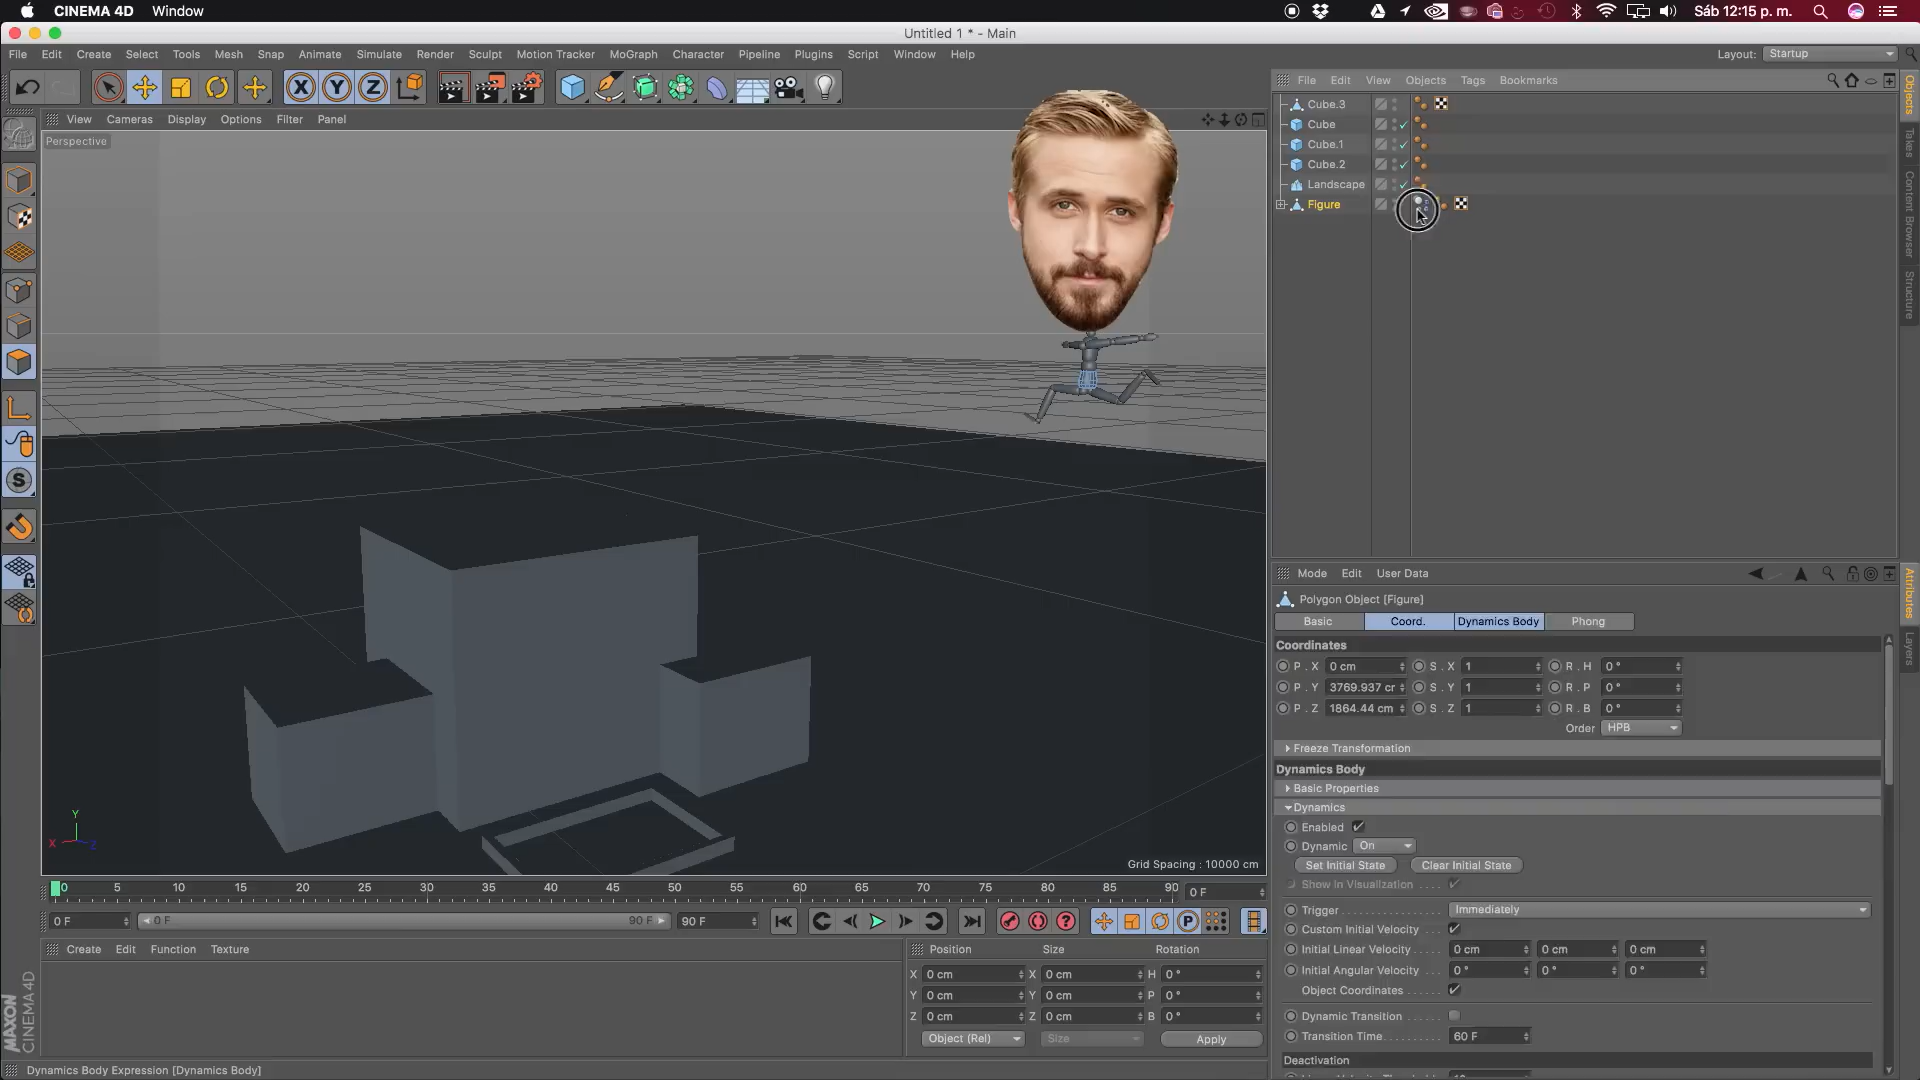 CINEMA 4D Window Sáb 12:15 p. m.
Untitled 1 * - Main
File Edit Create Select Tools Mesh Snap Animate Simulate Render Sculpt Motion Tracker MoGraph Character Pipeline Plugins Script Window Help Layout: Startup
X Y Z
File Edit View Objects Tags Bookmarks
View Cameras Display Options Filter Panel
Perspective
Cube.3
Cube
Cube.1
Cube.2
Landscape
Figure
Objects
Takes
Content Browser
Structure
Mode Edit User Data
Polygon Object [Figure]
Basic Coord. Dynamics Body Phong
Coordinates
P . X 0 cm S . X 1 R . H 0 °
P . Y 3769.937 cr S . Y 1 R . P 0 °
P . Z 1864.44 cm S . Z 1 R . B 0 °
Order HPB
Freeze Transformation
Dynamics Body
Basic Properties
Dynamics
Enabled
Dynamic On
Set Initial State Clear Initial State
Show in Visualization
Trigger Immediately
Custom Initial Velocity
Initial Linear Velocity 0 cm 0 cm 0 cm
Initial Angular Velocity 0 ° 0 ° 0 °
Object Coordinates
Dynamic Transition
Transition Time 60 F
Deactivation
Attributes
Layers
Y
X Z
Grid Spacing : 10000 cm
0 5 10 15 20 25 30 35 40 45 50 55 60 65 70 75 80 85 90 0 F
0 F 0 F 90 F 90 F
Create Edit Function Texture
Position Size Rotation
X 0 cm X 0 cm H 0 °
Y 0 cm Y 0 cm P 0 °
Z 0 cm Z 0 cm B 0 °
Object (Rel) Size Apply
MAXON
CINEMA 4D
Dynamics Body Expression [Dynamics Body]